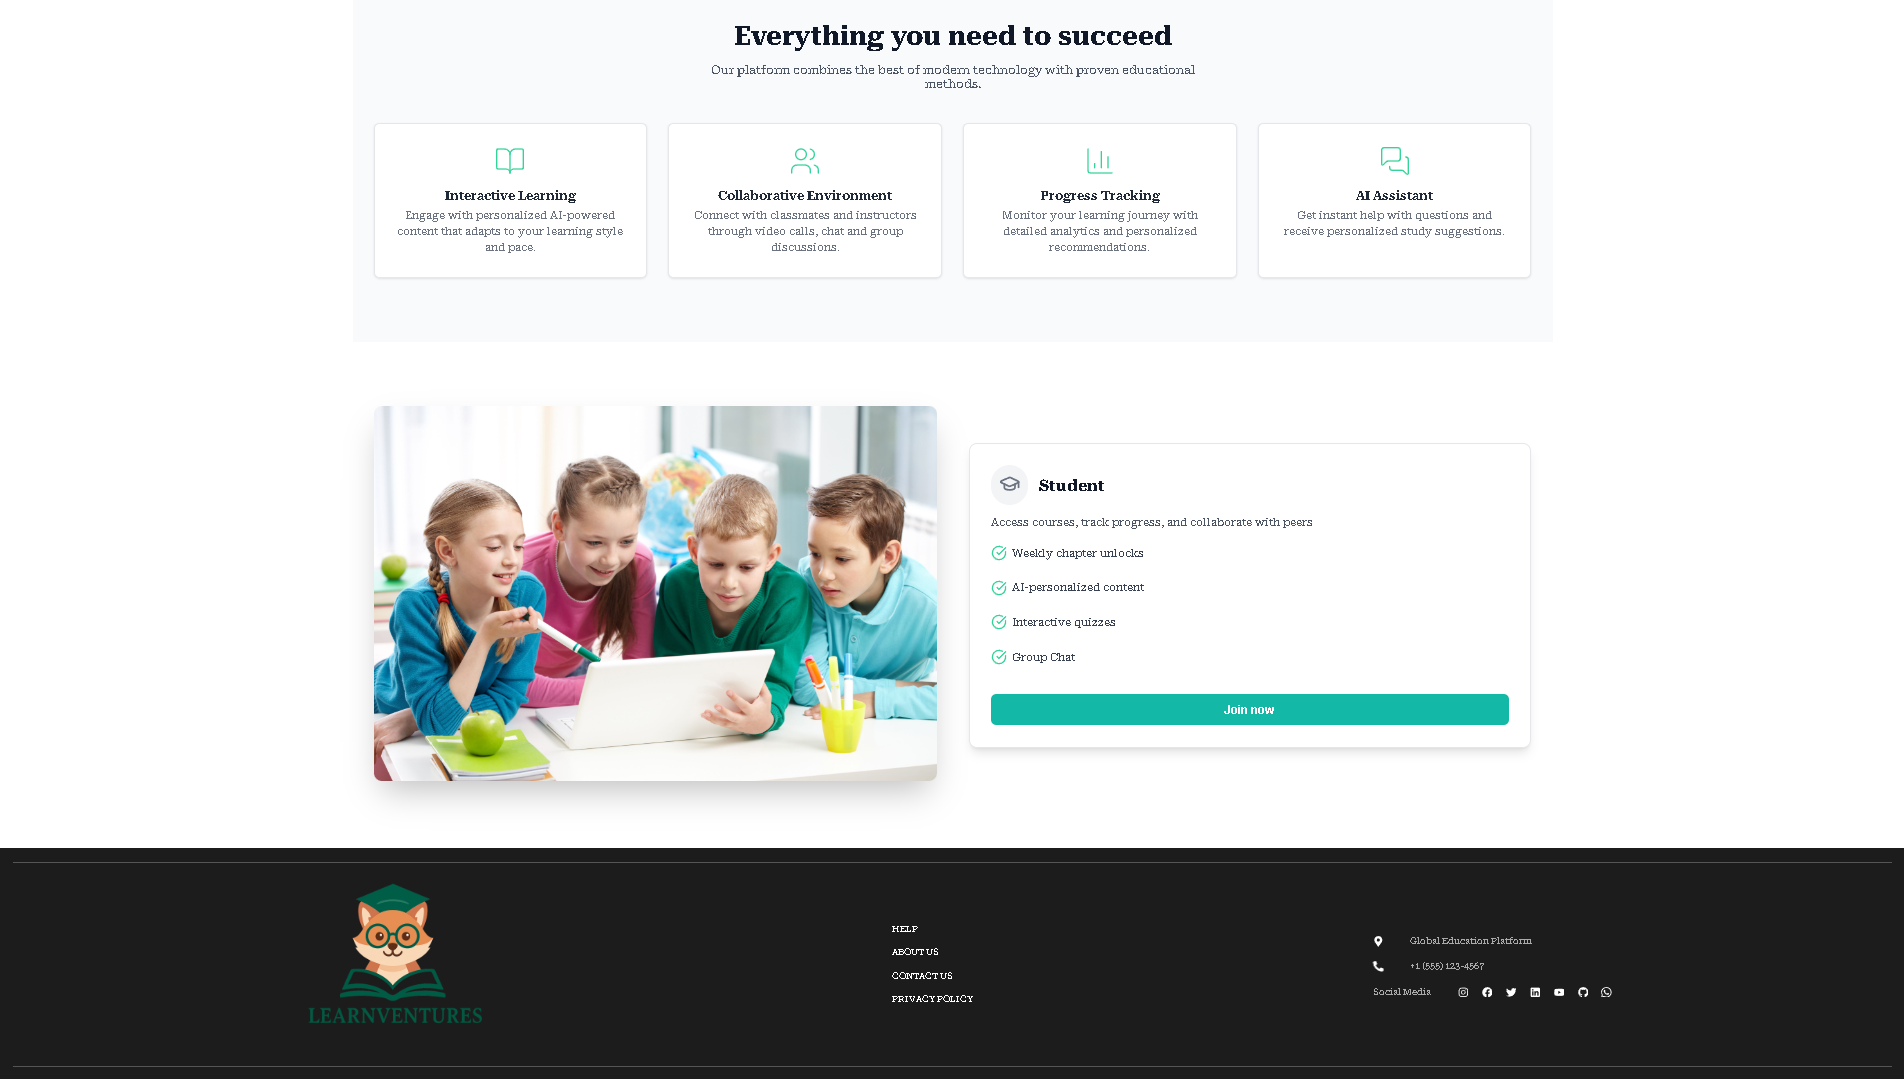 Everything you need to succeed
Our platform combines the best of modern technology with proven educational
methods.
Interactive Learning
Engage with personalized AI-powered
content that adapts to your learning style
and pace.
Collaborative Environment
Connect with classmates and instructors
through video calls, chat and group
discussions.
Progress Tracking
Monitor your learning journey with
detailed analytics and personalized
recommendations.
AI Assistant
Get instant help with questions and
receive personalized study suggestions.
Student
Access courses, track progress, and collaborate with peers
Weekly chapter unlocks
AI-personalized content
Interactive quizzes
Group Chat
Join now
LEARNVENTURES
HELP
ABOUT US
CONTACT US
PRIVACY POLICY
Global Education Platform
+1 (555) 123-4567
Social Media